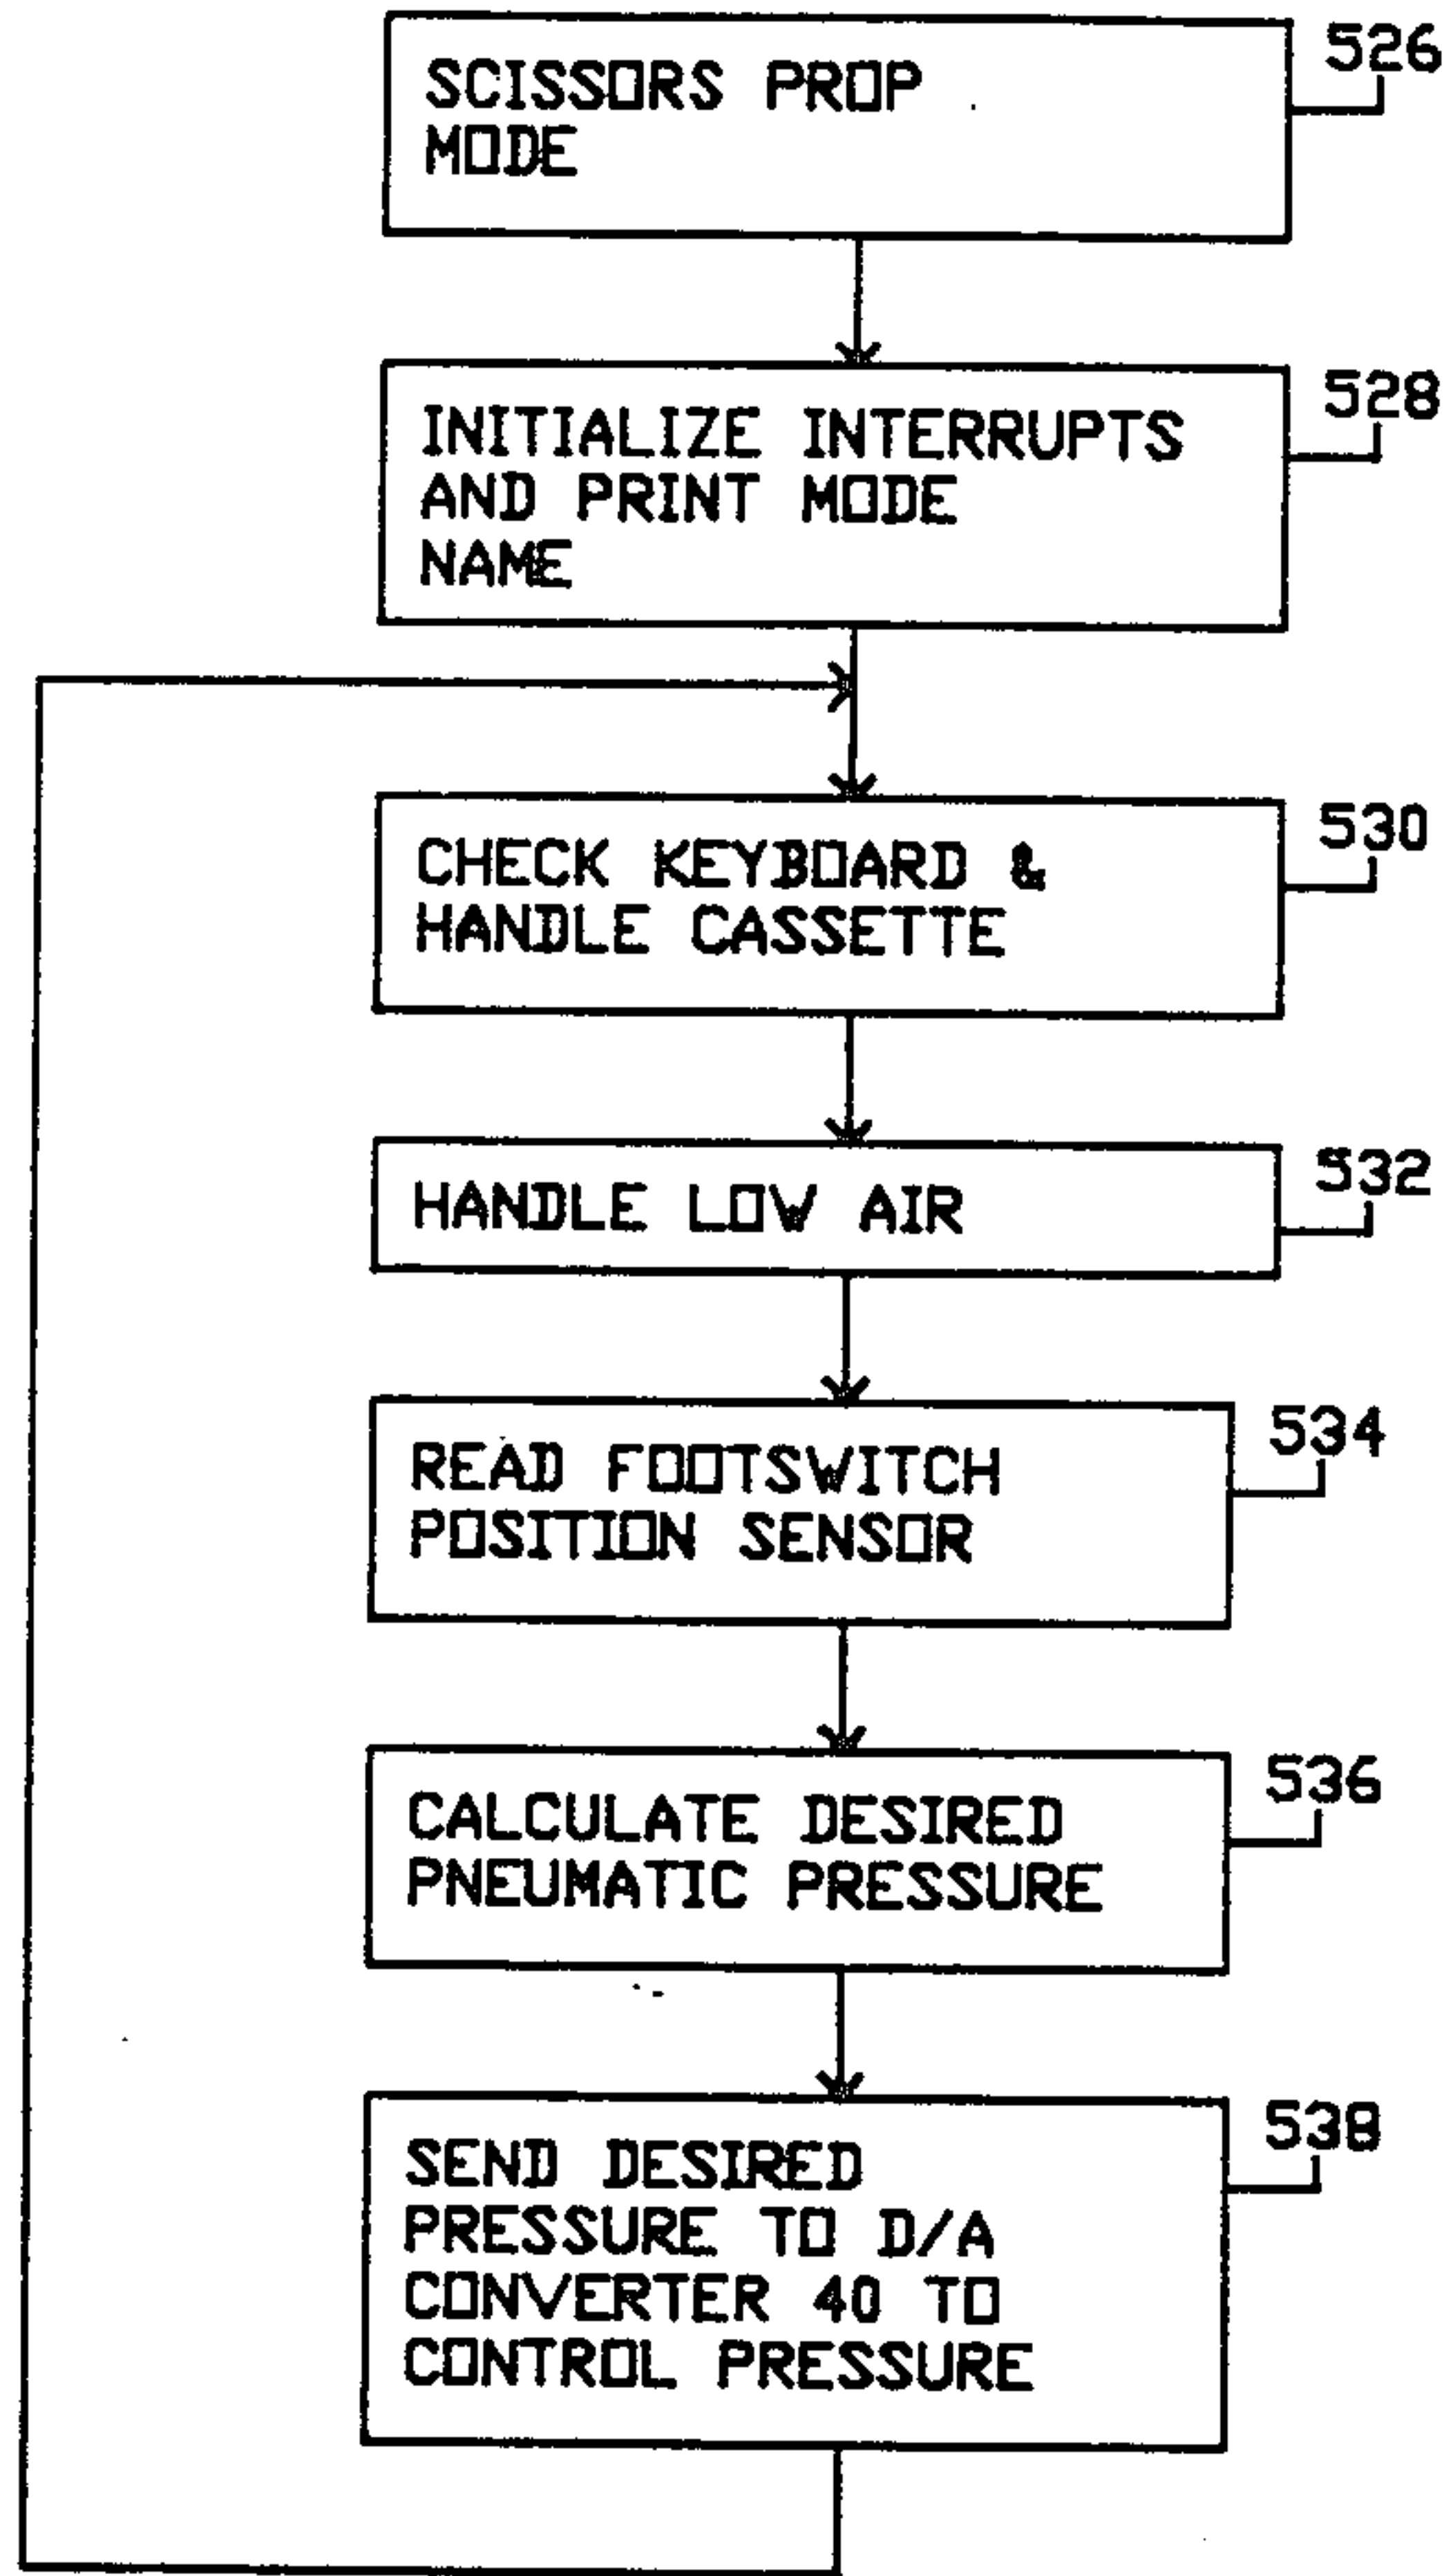 SCISSORS PROP
MODE
526
INITIALIZE INTERRUPTS
AND PRINT MODE
NAME
528
CHECK KEYBOARD &
HANDLE CASSETTE
530
HANDLE LOW AIR
532
READ FOOTSWITCH
POSITION SENSOR
534
CALCULATE DESIRED
PNEUMATIC PRESSURE
536
SEND DESIRED
PRESSURE TO D/A
CONVERTER 40 TO
CONTROL PRESSURE
538